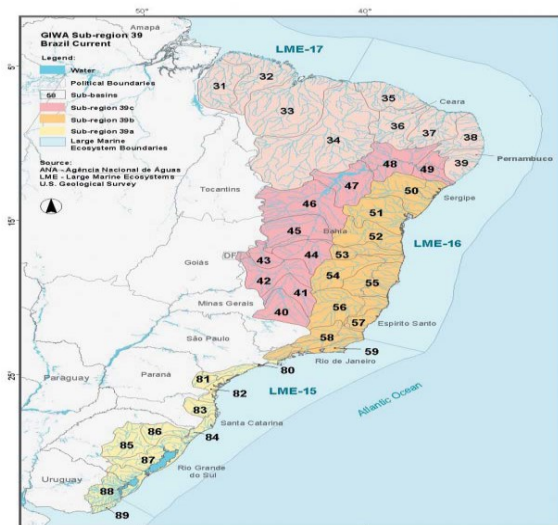 50°
40°
Amapá
GIWA Sub-region 39
Brazil Current
LME-17
Legend:
Water
Political Boundaries
50 Sub-basins
Sub-region 39c
Sub-region 39b
Sub-region 39a
Large Marine
Ecosystem Boundaries
Source:
ANA - Agência Nacional de Águas
LME - Large Marine Ecosystems
U.S. Geological Survey
5°
31
32
33
34
35
Ceara
36
37
38
39
Pernambuco
48
49
47
50
Sergipe
46
Tocantins
51
15°
45
Bahia
52
LME-16
DF
43
44
53
Goiás
42
54
55
41
Minas Gerais
40
56
57
Espirito Santo
São Paulo
58
59
Rio de Janeiro
80
25°
81
Paraná
82
LME-15
Paraguay
83
Atlantic Ocean
Santa Catarina
84
86
85
87
Rio Grande
do Sul
Uruguay
88
89